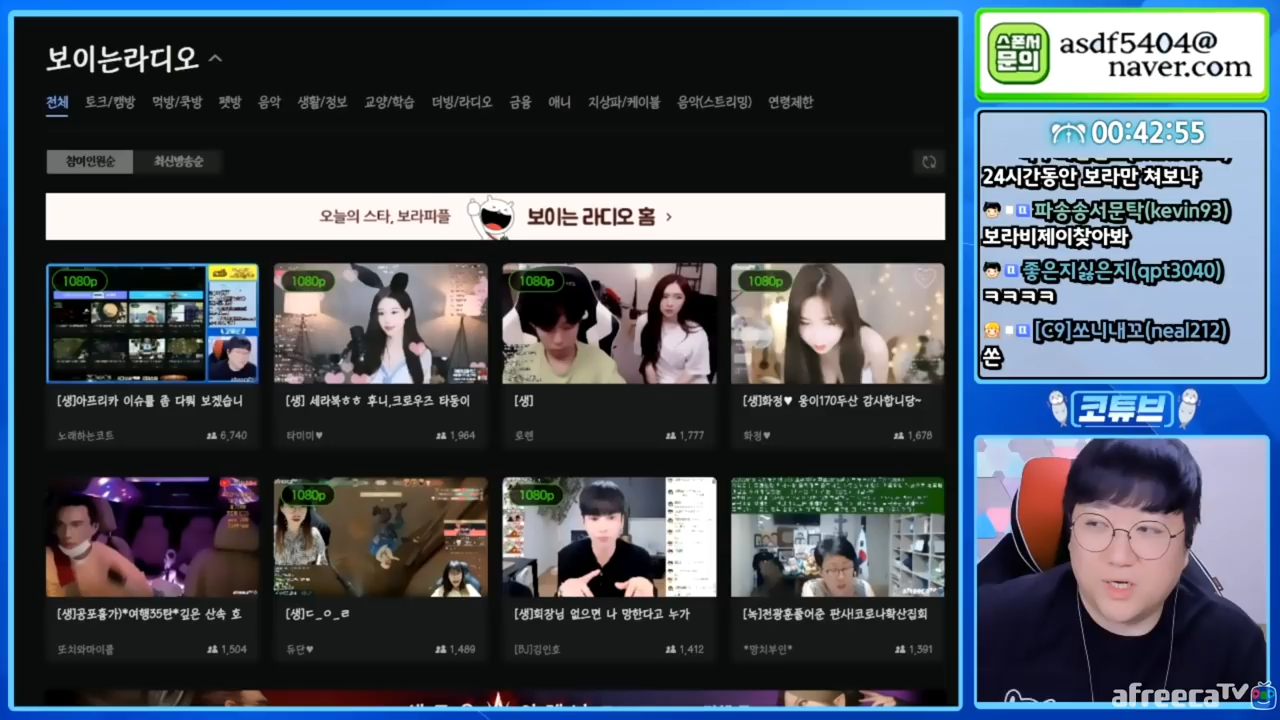 보이는라디오
전체 토크/캠방 먹방/쿡방 펫방 음악 생활/정보 교양/학습 더빙/라디오 금융 애니 지상파/케이블 음악(스트리밍) 연령제한
참여인원순 최신방송순
오늘의 스타, 보라피플 보이는 라디오 홈 >
1080p
1080p
1080p
1080p
[생]아프리카 이슈를 좀 다뤄 보겠습니
[생] 세라복ㅎㅎ 후니,크로우즈 타동이
[생]
[생]화정♥ 웅이170두산 감사합니당~
노래하는코트 6,740
타미미♥ 1,964
로렌 1,777
화정♥ 1,678
1080p
1080p
[생]공포흉가)*여행35탄*깊은 산속 호
[생]ㄷ_ㅇ_ㄹ
[생]회장님 없으면 나 망한다고 누가
[녹]전광훈풀어준 판사!코로나확산집회
또치와마이콜 1,504
듀단♥ 1,489
[BJ]김인호 1,412
*망치부인* 1,391
스폰서
문의
asdf5404@
naver.com
00:42:55
24시간동안 보라만 쳐보냐
파송송서문탁(kevin93)
보라비제이찾아봐
좋은지싫은지(qpt3040)
ㅋㅋㅋㅋ
[C9]쏘니내꼬(neal212)
쏜
코튜브
afreecaTV